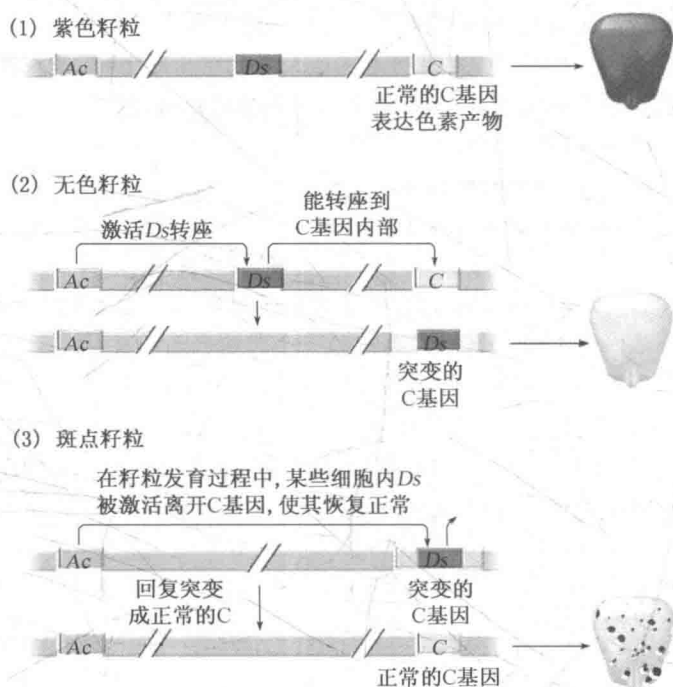 (1) 紫色籽粒
Ac Ds C
正常的C基因
表达色素产物
(2) 无色籽粒
能转座到
C基因内部
激活Ds转座
Ac Ds C
Ac Ds
突变的
C基因
(3) 斑点籽粒
在籽粒发育过程中,某些细胞内Ds
被激活离开C基因,使其恢复正常
Ac Ds
回复突变
成正常的C
突变的
C基因
Ac C
正常的C基因